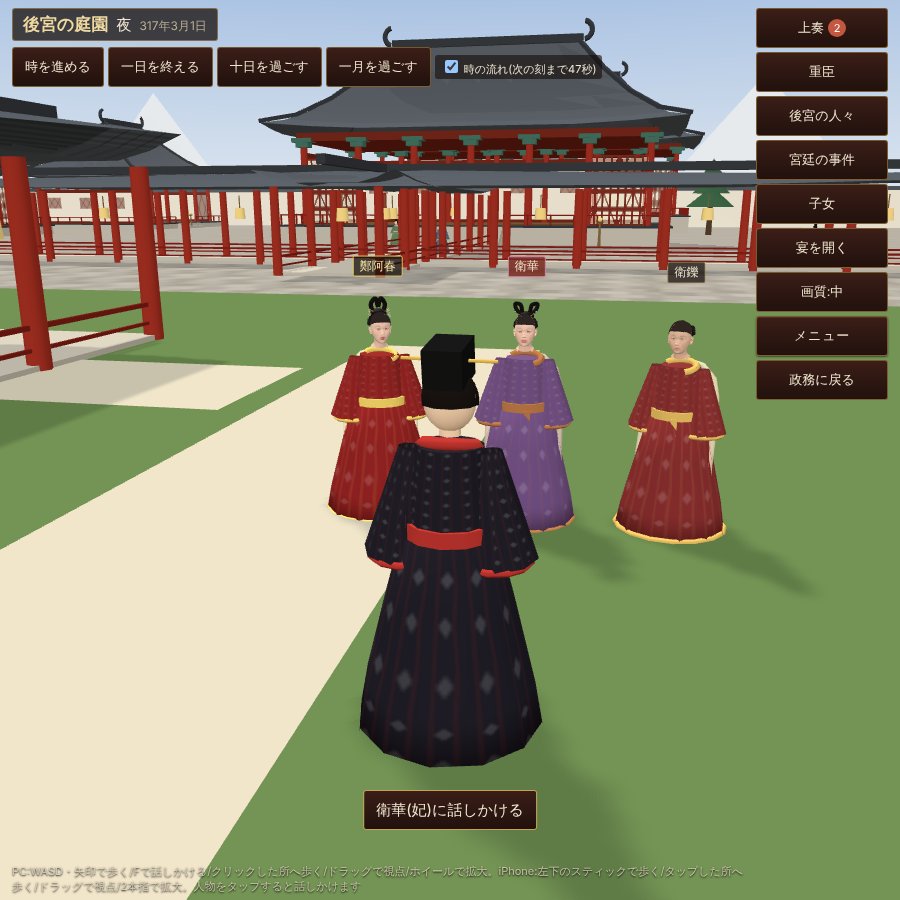 後宮の庭園 夜 317年3月1日
時を進める 一日を終える 十日を過ごす 一月を過ごす 時の流れ(次の刻まで47秒)
上奏 2
重臣
後宮の人々
宮廷の事件
子女
宴を開く
画質:中
メニュー
政務に戻る
鄭阿春 衛華 衛鑠
衛華(妃)に話しかける
PC:WASD・矢印で歩く/Fで話しかける/クリックした所へ歩く/ドラッグで視点/ホイールで拡大。iPhone:左下のスティックで歩く/タップした所へ
歩く/ドラッグで視点/2本指で拡大。人物をタップすると話しかけます